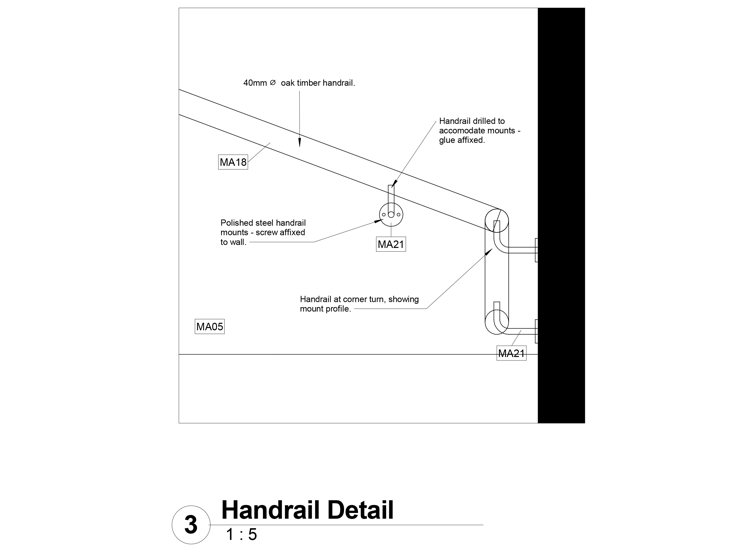 40mm ⌀ oak timber handrail.
Handrail drilled to
accomodate mounts -
glue affixed.
MA18
Polished steel handrail
mounts - screw affixed
to wall.
MA21
Handrail at corner turn, showing
mount profile.
MA05
MA21
3
Handrail Detail
1 : 5